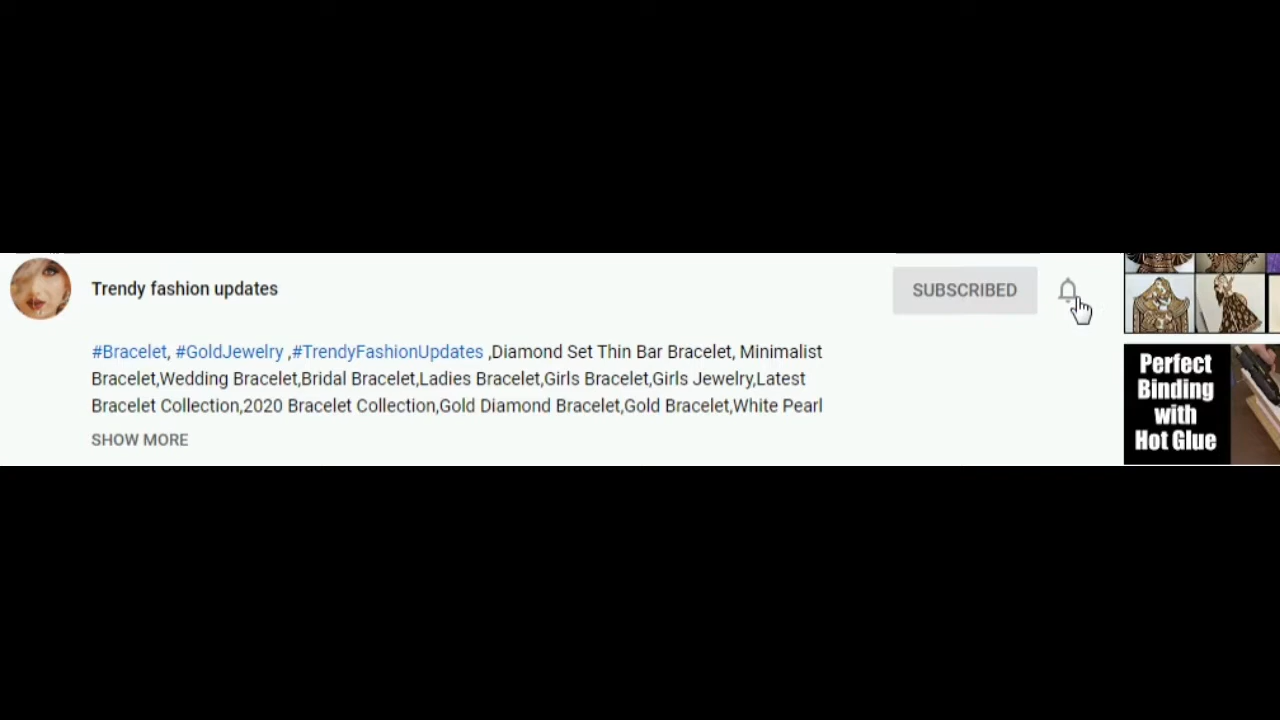 Trendy fashion updates
SUBSCRIBED
#Bracelet, #GoldJewelry ,#TrendyFashionUpdates ,Diamond Set Thin Bar Bracelet, Minimalist
Bracelet,Wedding Bracelet,Bridal Bracelet,Ladies Bracelet,Girls Bracelet,Girls Jewelry,Latest
Bracelet Collection,2020 Bracelet Collection,Gold Diamond Bracelet,Gold Bracelet,White Pearl
SHOW MORE
Perfect
Binding
with
Hot Glue